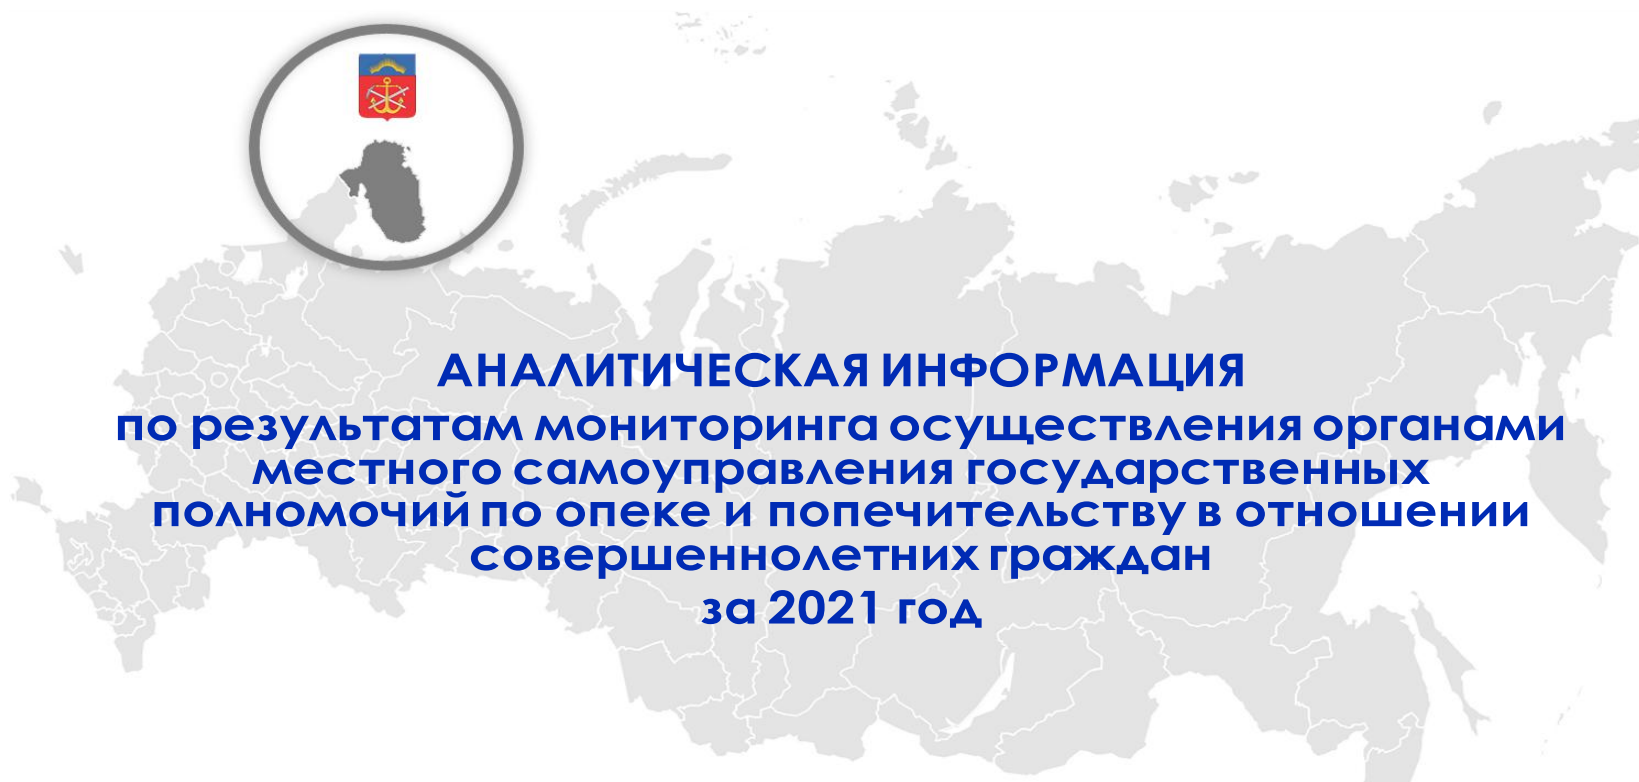 АНАЛИТИЧЕСКАЯ ИНФОРМАЦИЯ
по результатам мониторинга осуществления органами
местного самоуправления государственных
полномочий по опеке и попечительству в отношении
совершеннолетних граждан
за 2021 год